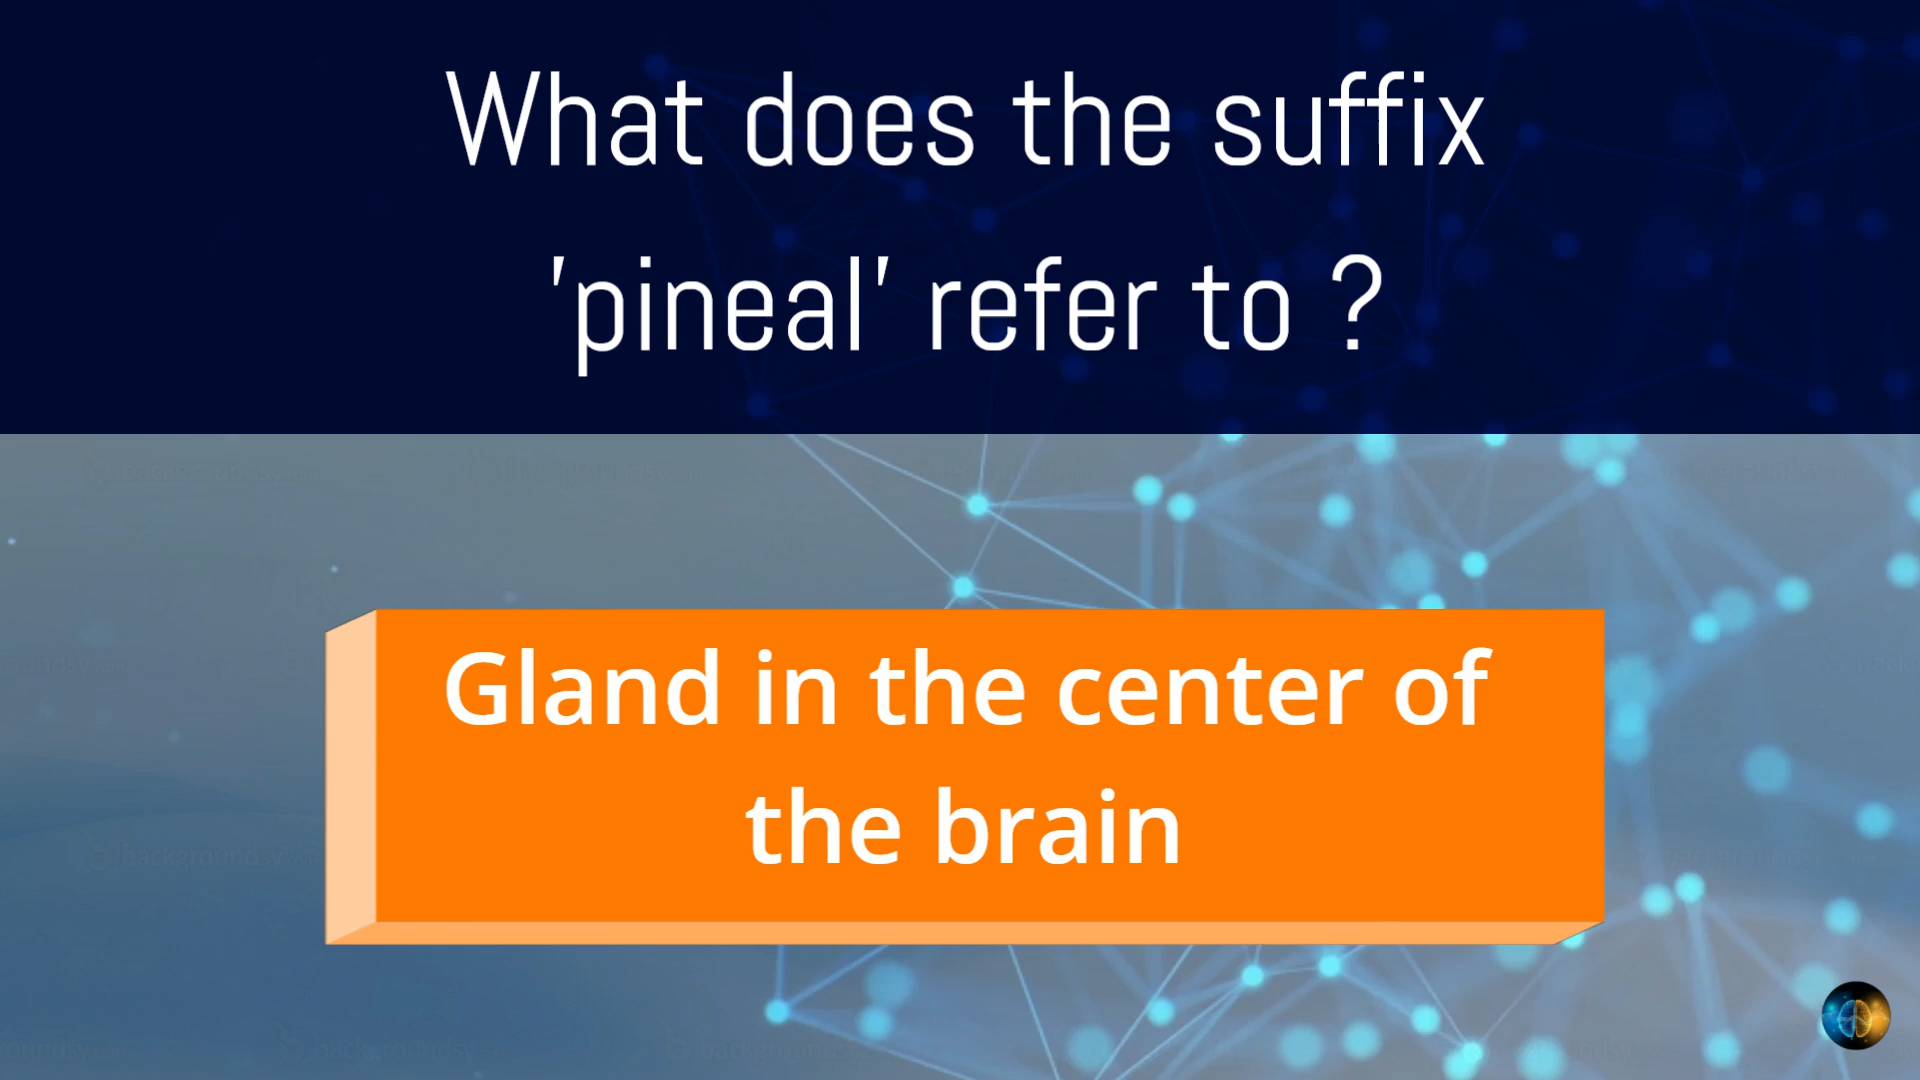 What does the suffix
'pineal' refer to ?
Gland in the center of
the brain